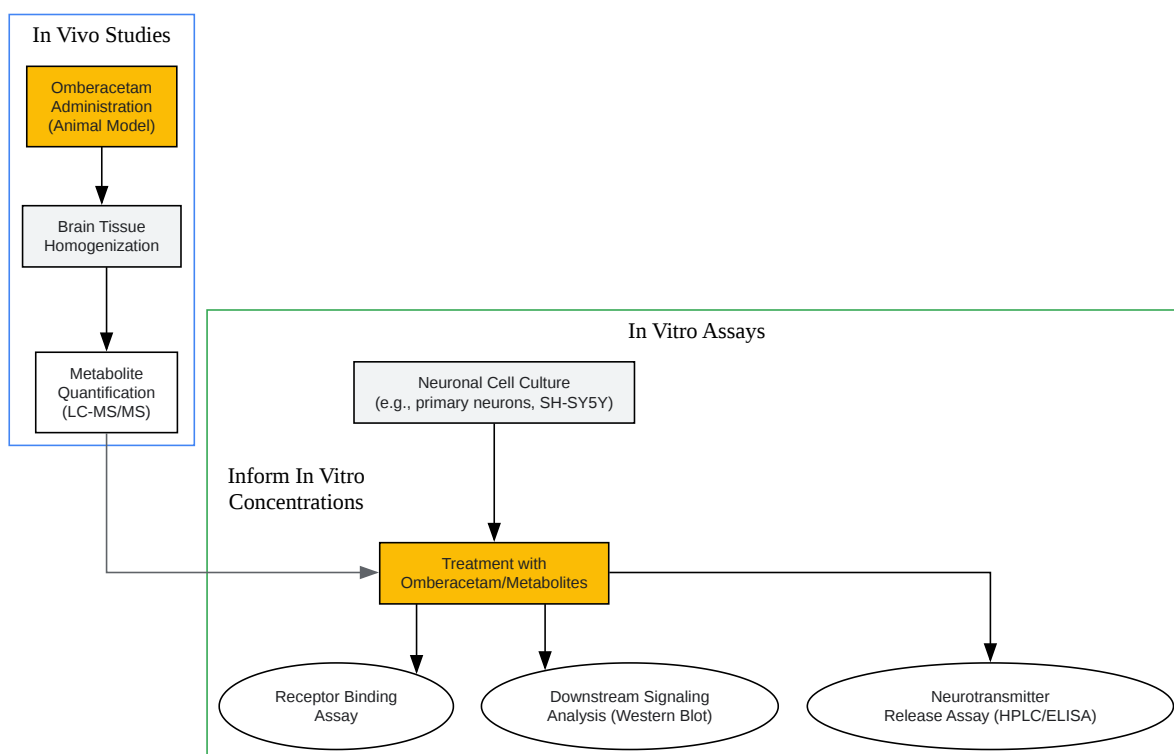 In Vivo Studies
Omberacetam
Administration
(Animal Model)
Brain Tissue
Homogenization
Metabolite
Quantification
(LC-MS/MS)
In Vitro Assays
Neuronal Cell Culture
(e.g., primary neurons, SH-SY5Y)
Inform In Vitro
Concentrations
Treatment with
Omberacetam/Metabolites
Receptor Binding
Assay
Downstream Signaling
Analysis (Western Blot)
Neurotransmitter
Release Assay (HPLC/ELISA)